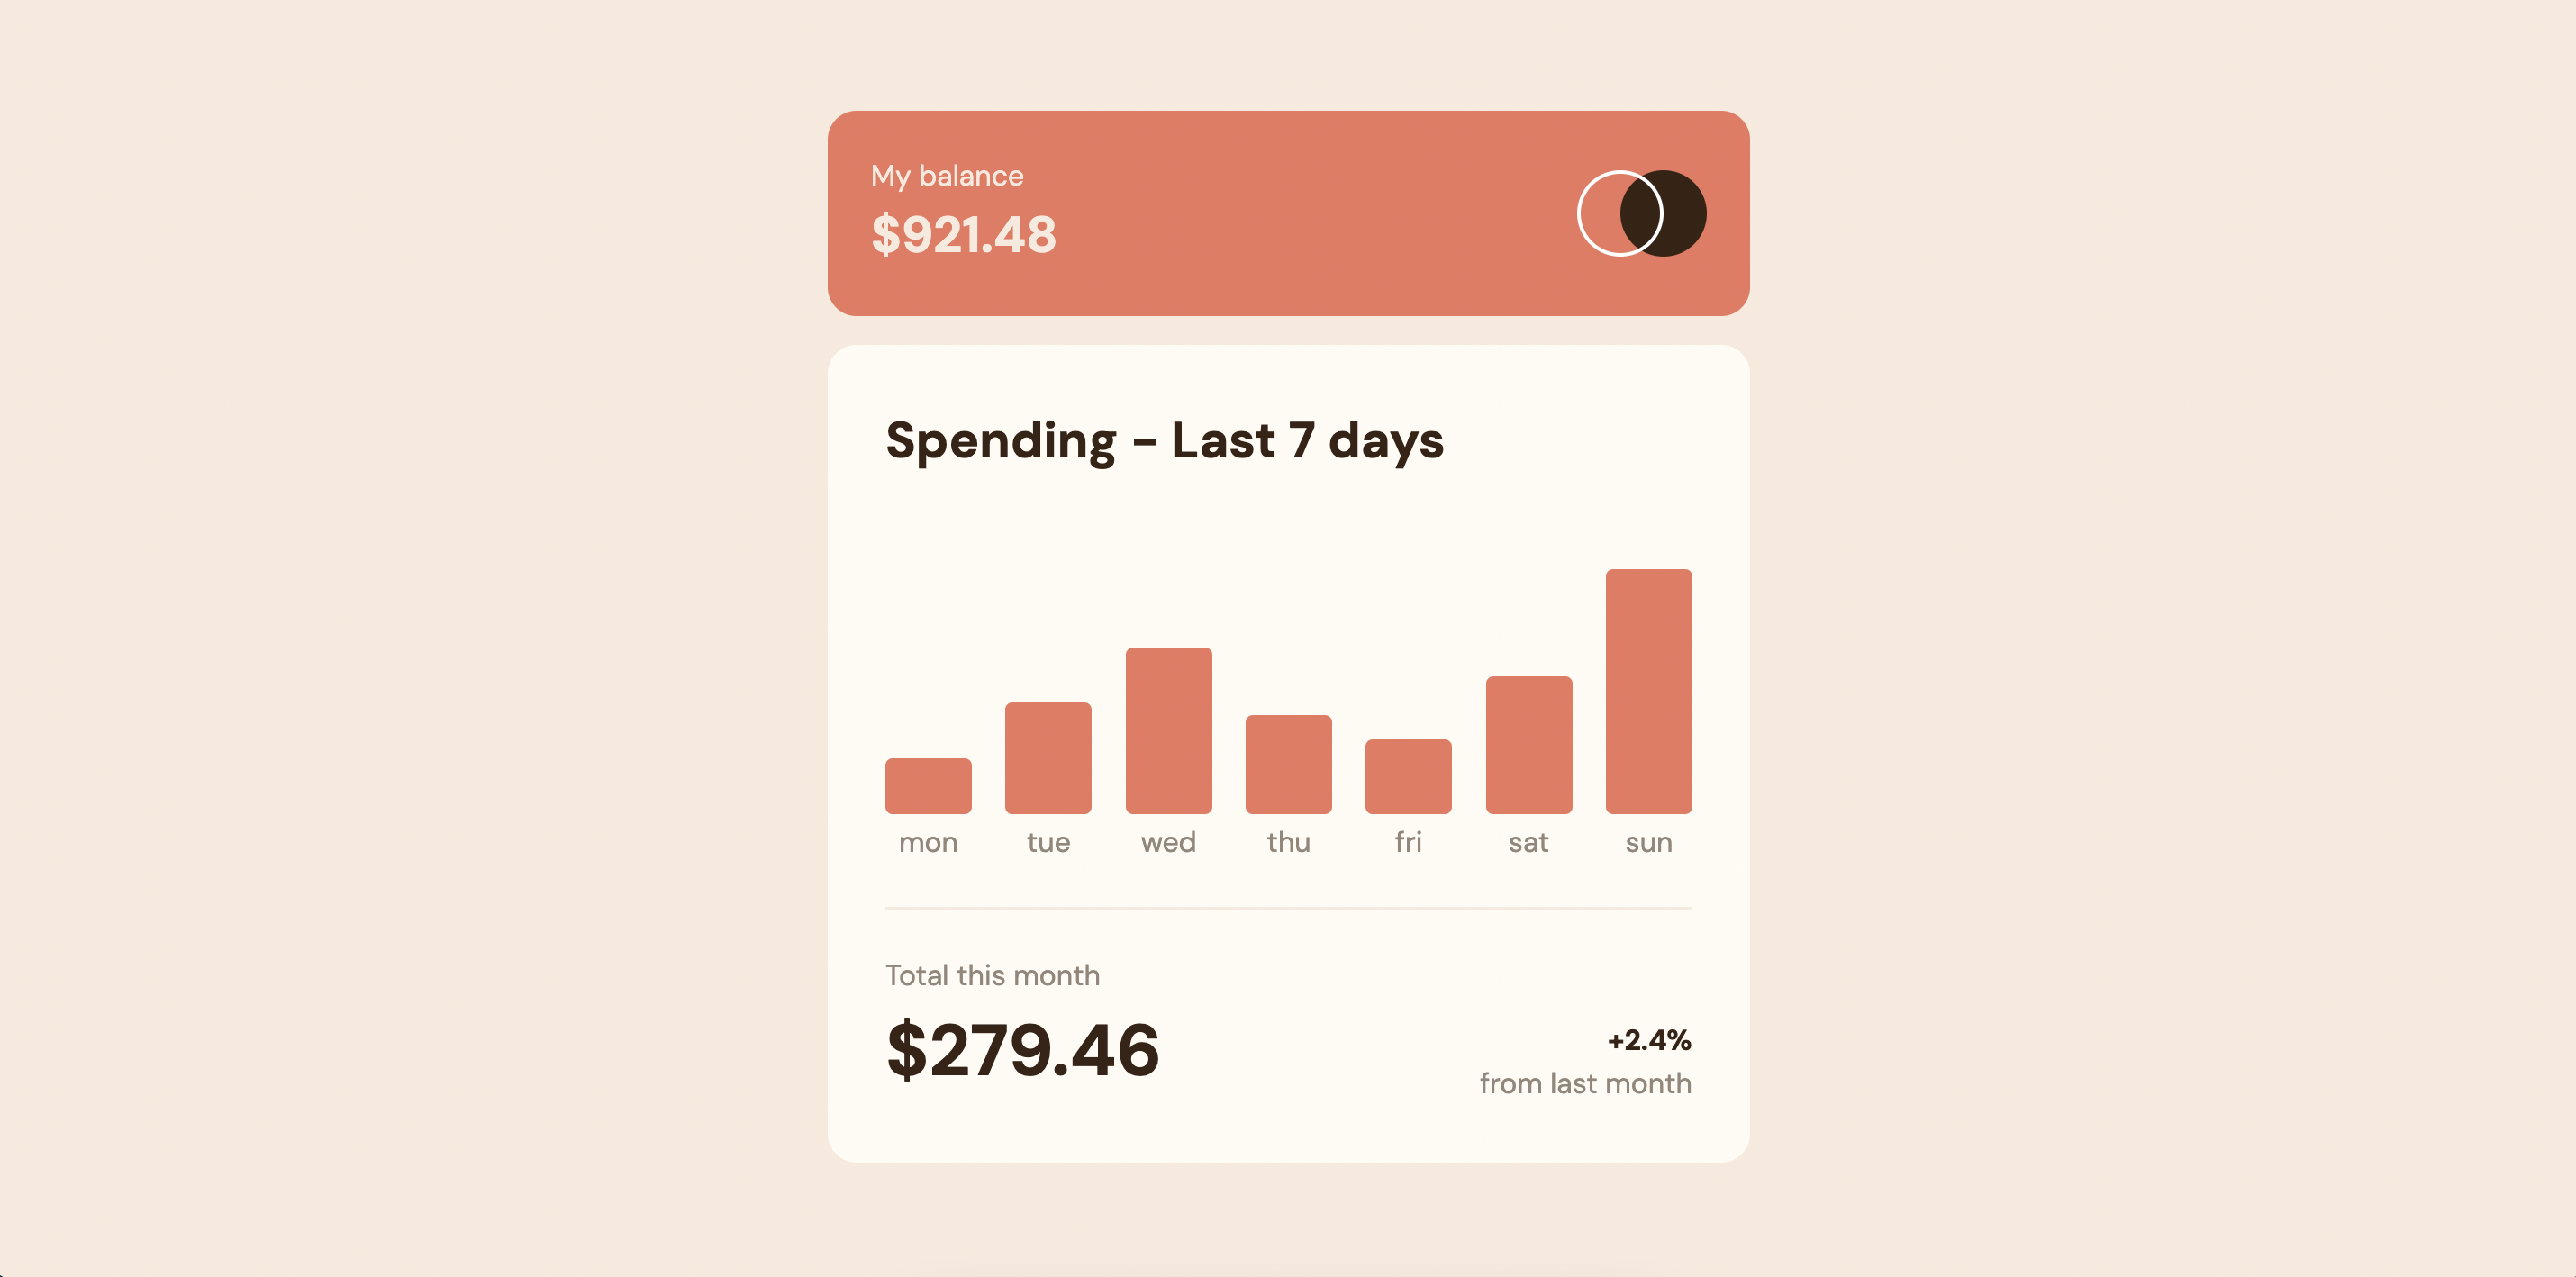 My balance
$921.48
Spending - Last 7 days
mon tue wed thu fri sat sun
Total this month
$279.46
+2.4%
from last month